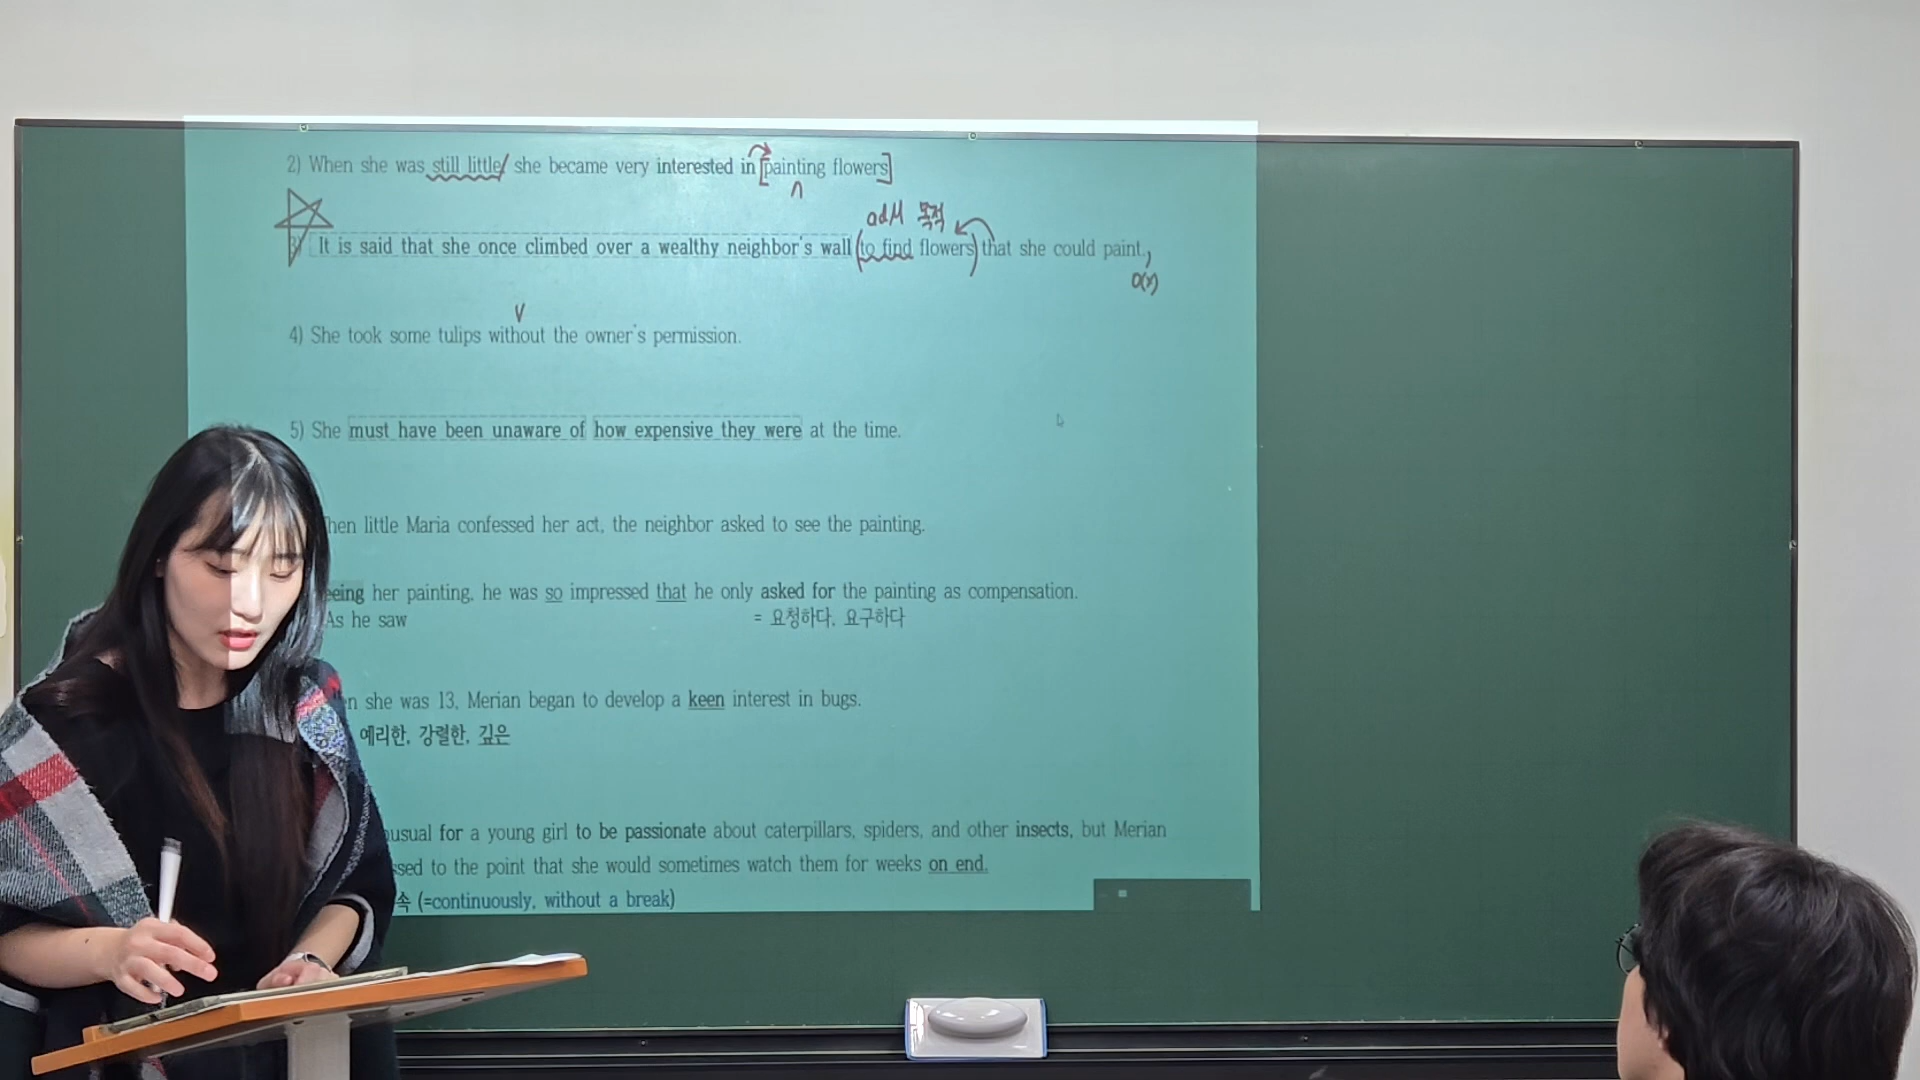 2) When she was still little/ she became very interested in [painting flowers]
adv 목적
3) It is said that she once climbed over a wealthy neighbor's wall (to find flowers) that she could paint.
o(x)
4) She took some tulips without the owner's permission.
5) She must have been unaware of how expensive they were at the time.
hen little Maria confessed her act, the neighbor asked to see the painting.
eeing her painting, he was so impressed that he only asked for the painting as compensation.
As he saw = 요청하다, 요구하다
n she was 13, Merian began to develop a keen interest in bugs.
예리한, 강렬한, 깊은
usual for a young girl to be passionate about caterpillars, spiders, and other insects, but Merian
ssed to the point that she would sometimes watch them for weeks on end.
속 (=continuously, without a break)